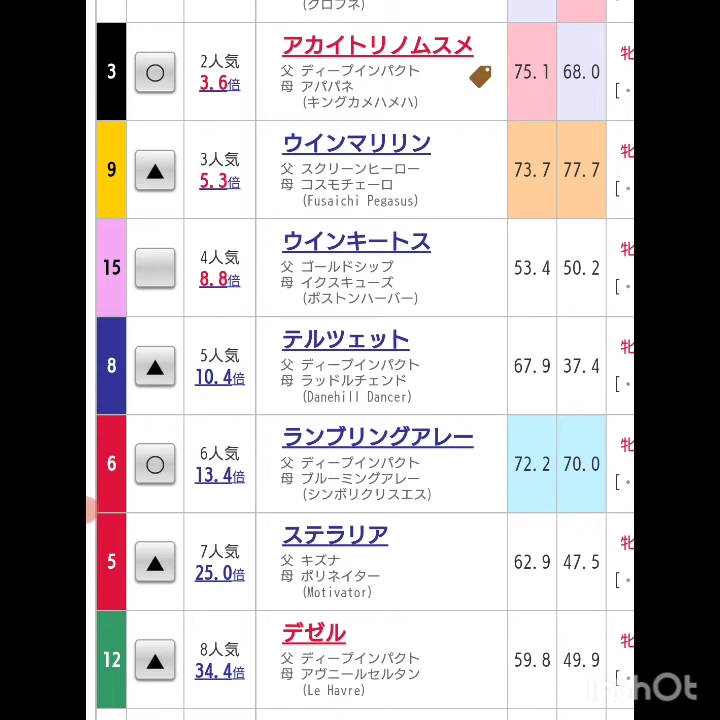 (クロフネ)
3 ○ 2人気 3.6倍 アカイトリノムスメ 75.1 68.0 牝
父 ディープインパクト
母 アパパネ
(キングカメハメハ)
[・
9 ▲ 3人気 5.3倍 ウインマリリン 73.7 77.7 牝
父 スクリーンヒーロー
母 コスモチェーロ
(Fusaichi Pegasus)
[・
15 4人気 8.8倍 ウインキートス 53.4 50.2 牝
父 ゴールドシップ
母 イクスキューズ
(ボストンハーバー)
[・
8 ▲ 5人気 10.4倍 テルツェット 67.9 37.4 牝
父 ディープインパクト
母 ラッドルチェンド
(Danehill Dancer)
[・
6 ○ 6人気 13.4倍 ランブリングアレー 72.2 70.0 牝
父 ディープインパクト
母 ブルーミングアレー
(シンボリクリスエス)
[・
5 ▲ 7人気 25.0倍 ステラリア 62.9 47.5 牝
父 キズナ
母 ポリネイター
(Motivator)
[・
12 ▲ 8人気 34.4倍 デゼル 59.8 49.9 牝
父 ディープインパクト
母 アヴニールセルタン
(Le Havre)
[・
InshOt